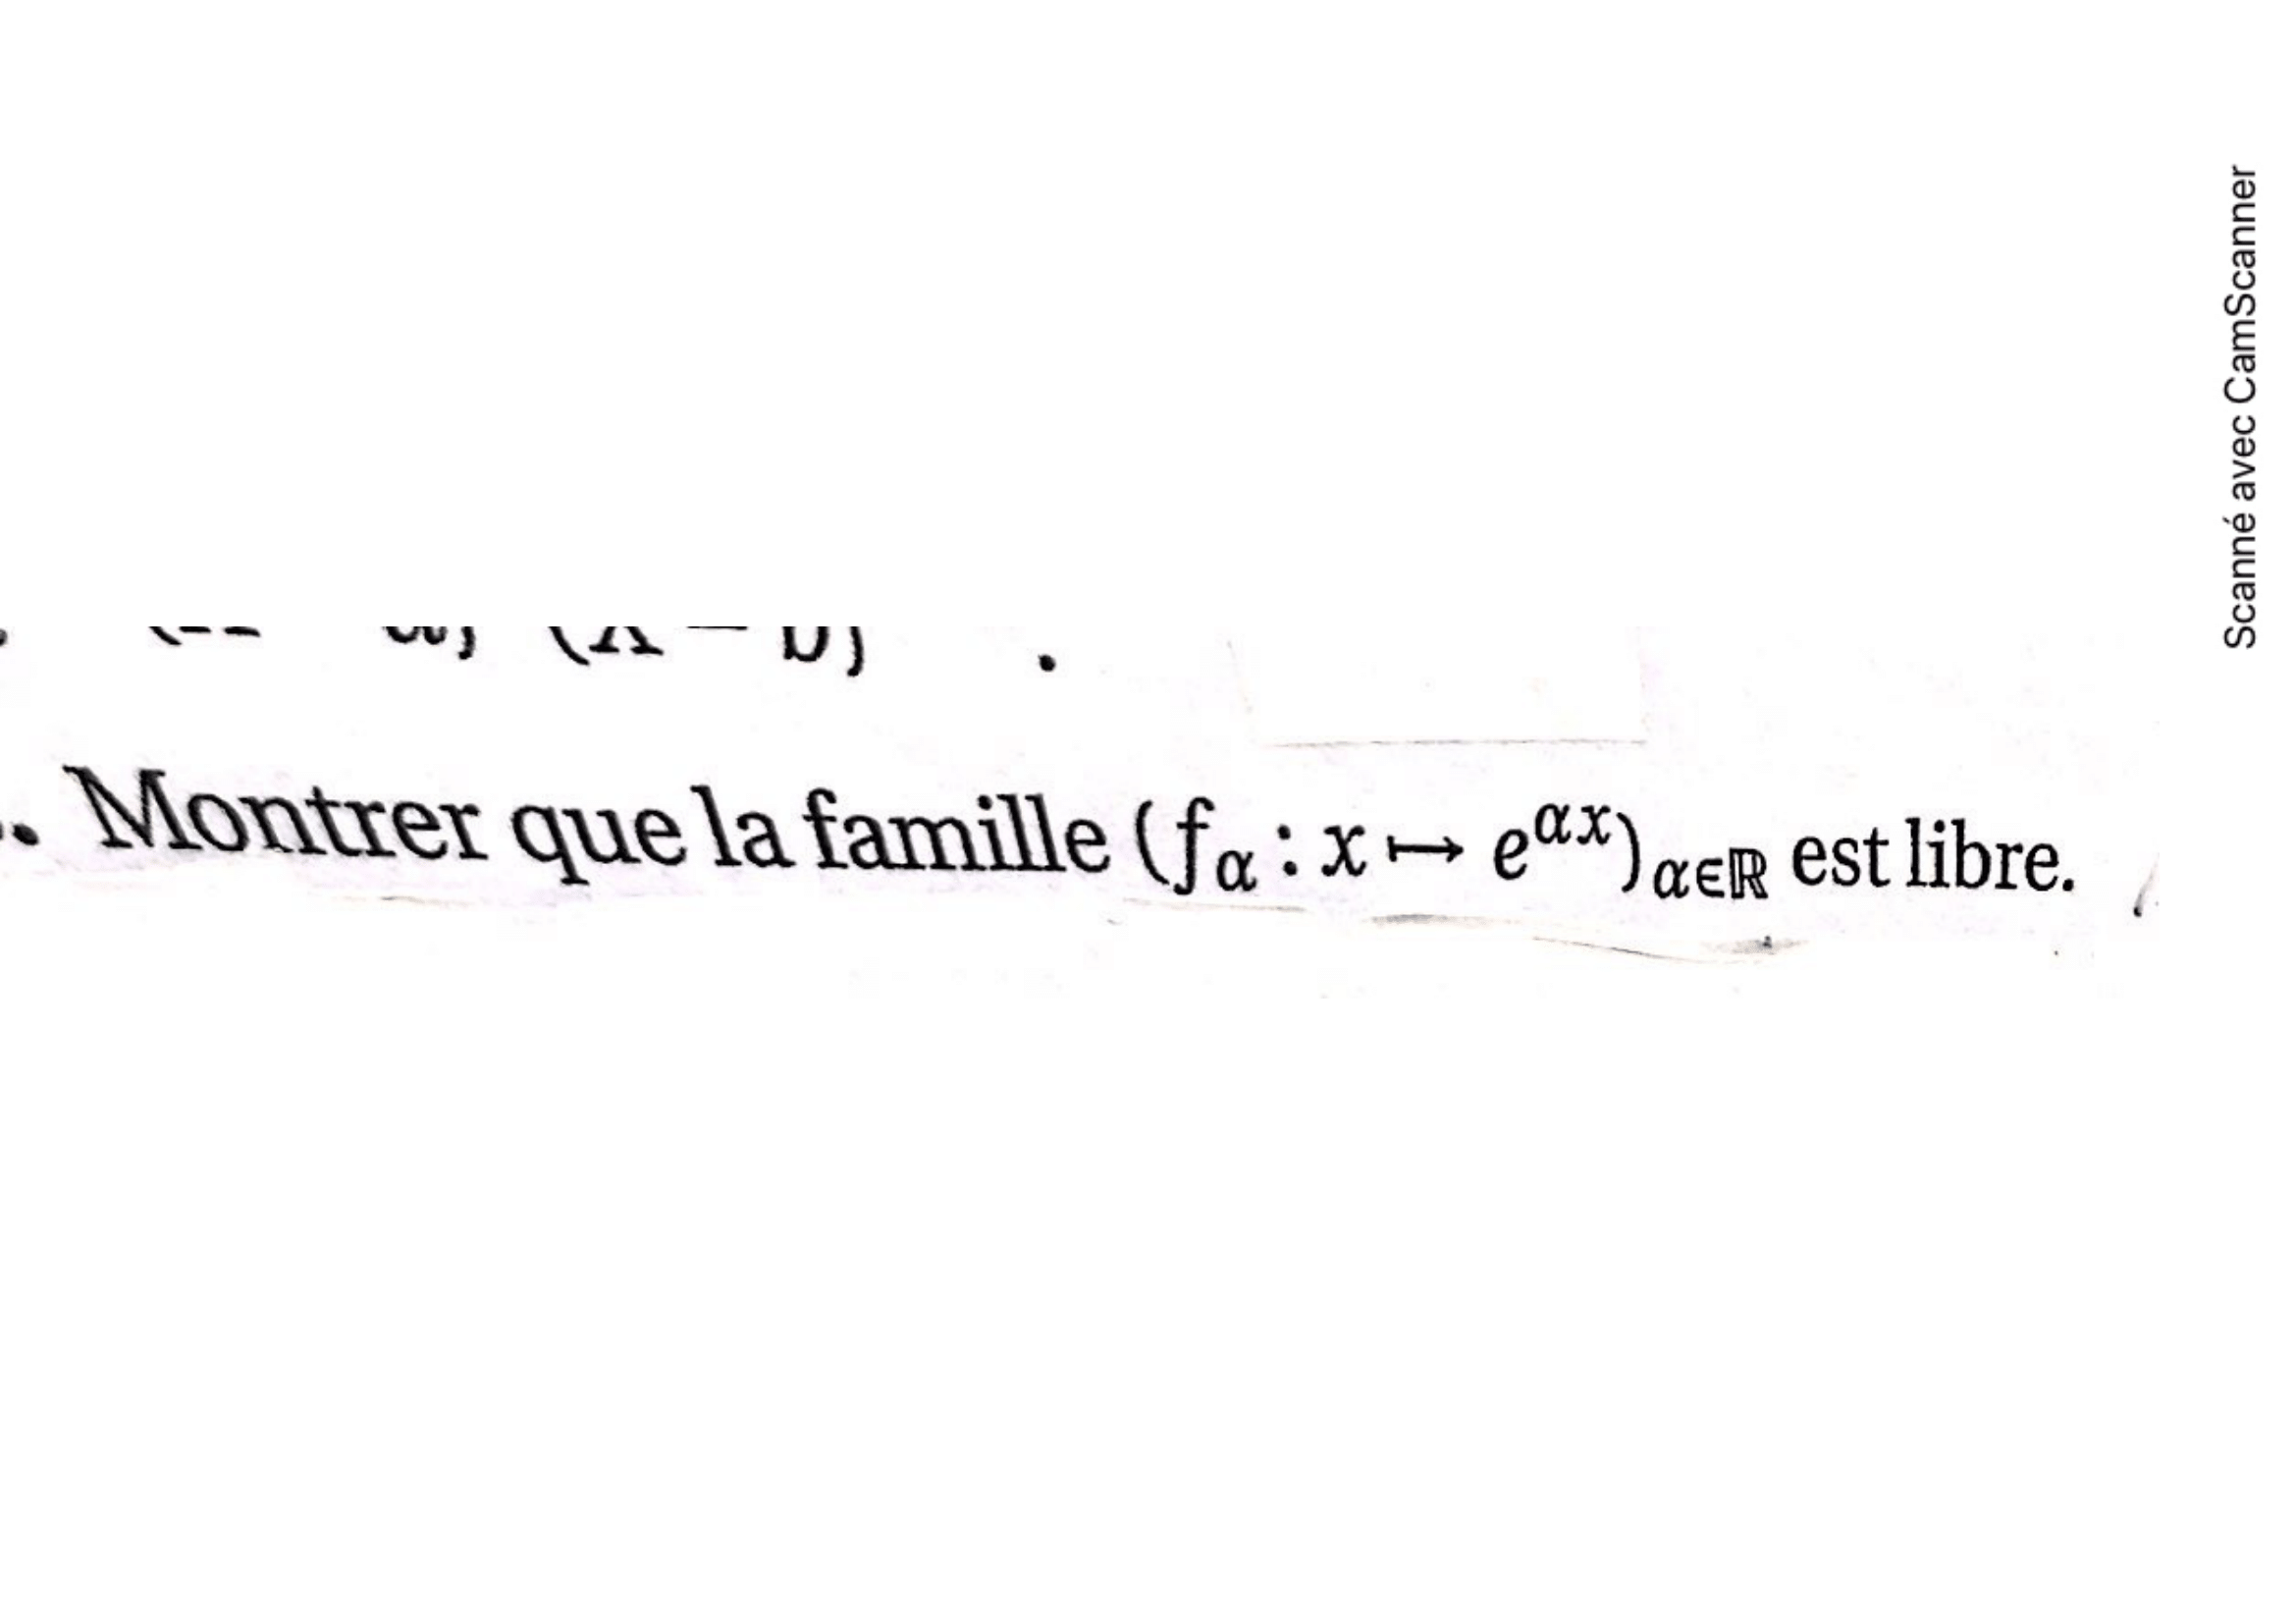 . Montrer que la famille (f_α : x ↦ e^{αx})_{α∈ℝ} est libre.
Scanné avec CamScanner